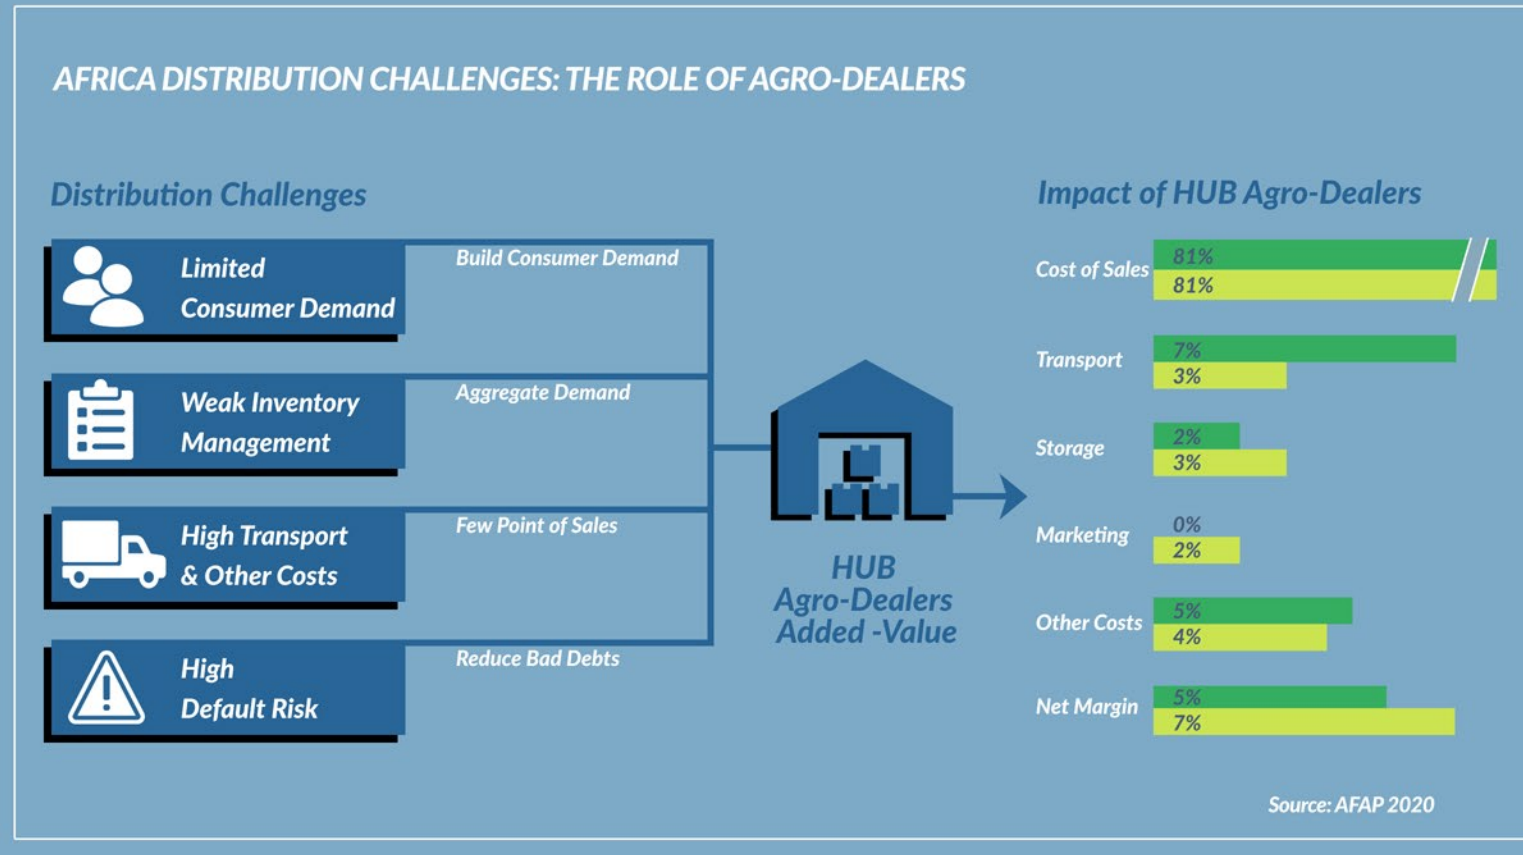 AFRICA DISTRIBUTION CHALLENGES: THE ROLE OF AGRO-DEALERS
Distribution Challenges
Limited
Consumer Demand
Build Consumer Demand
Weak Inventory
Management
Aggregate Demand
High Transport
& Other Costs
Few Point of Sales
High
Default Risk
Reduce Bad Debts
HUB
Agro-Dealers
Added -Value
Impact of HUB Agro-Dealers
Cost of Sales
81%
81%
Transport
7%
3%
Storage
2%
3%
Marketing
0%
2%
Other Costs
5%
4%
Net Margin
5%
7%
Source: AFAP 2020